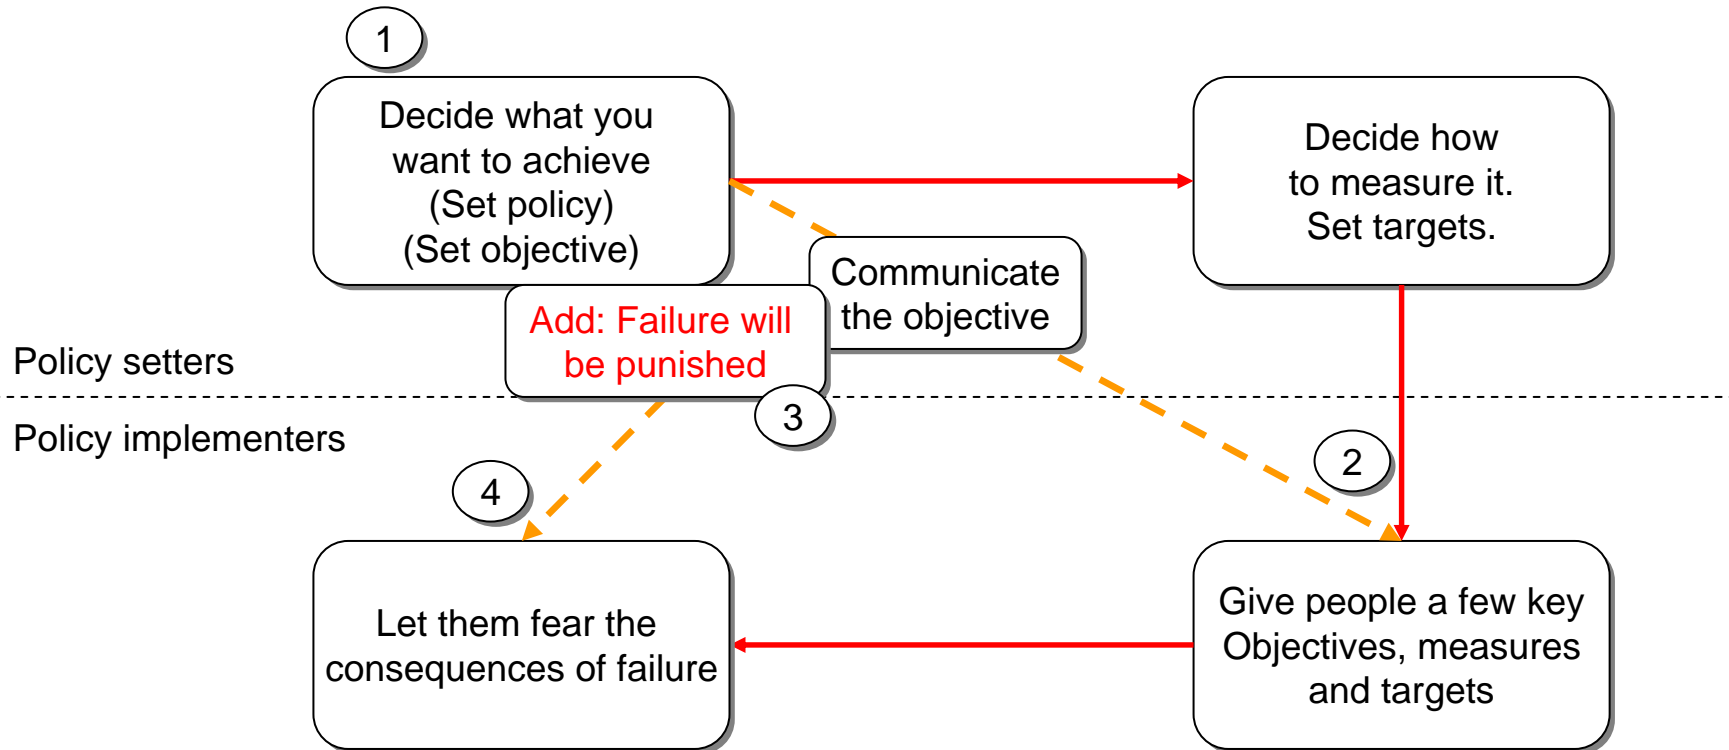 1
Decide what you
want to achieve
(Set policy)
(Set objective)
Decide how
to measure it.
Set targets.
Communicate
the objective
Add: Failure will
be punished
Policy setters
3
Policy implementers
2
4
Let them fear the
consequences of failure
Give people a few key
Objectives, measures
and targets